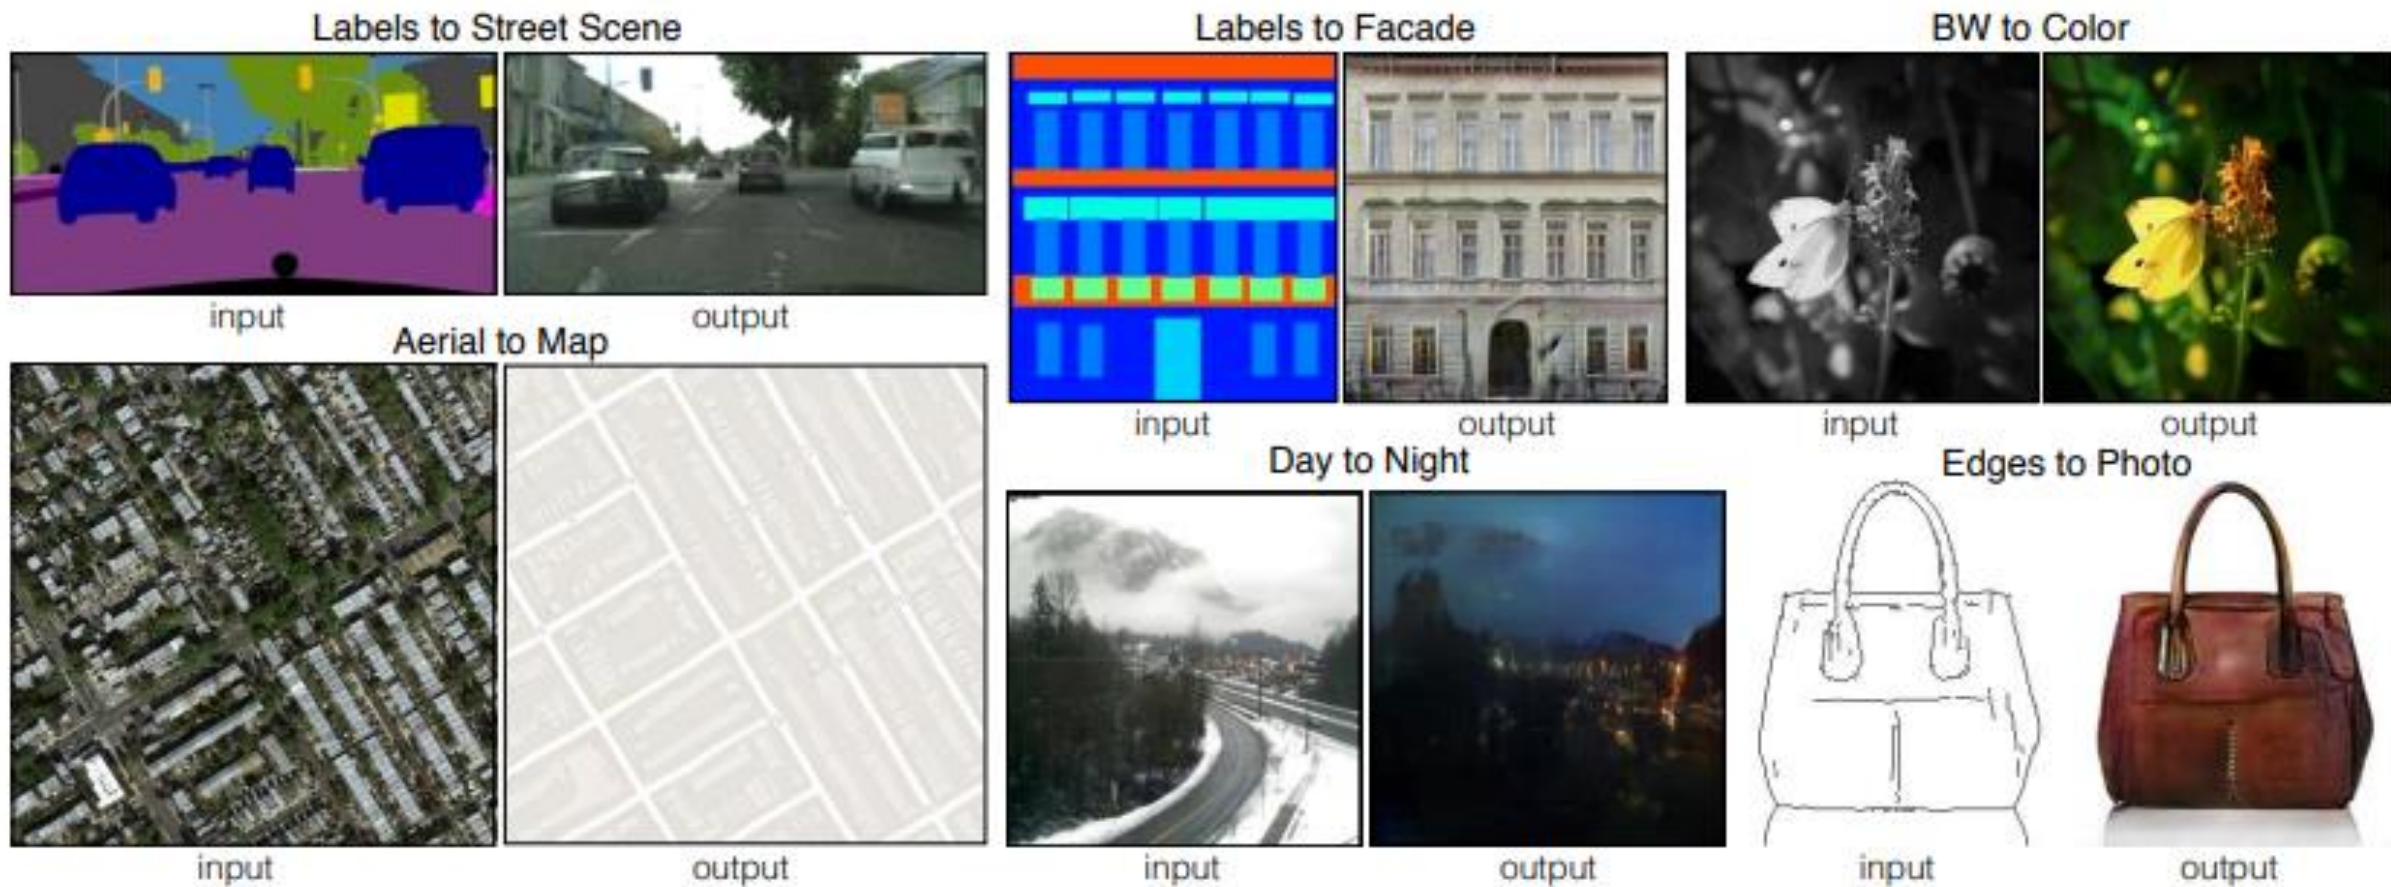 Labels to Street Scene
input
output
Aerial to Map
input
output
Labels to Facade
input
output
BW to Color
input
output
Day to Night
input
output
Edges to Photo
input
output